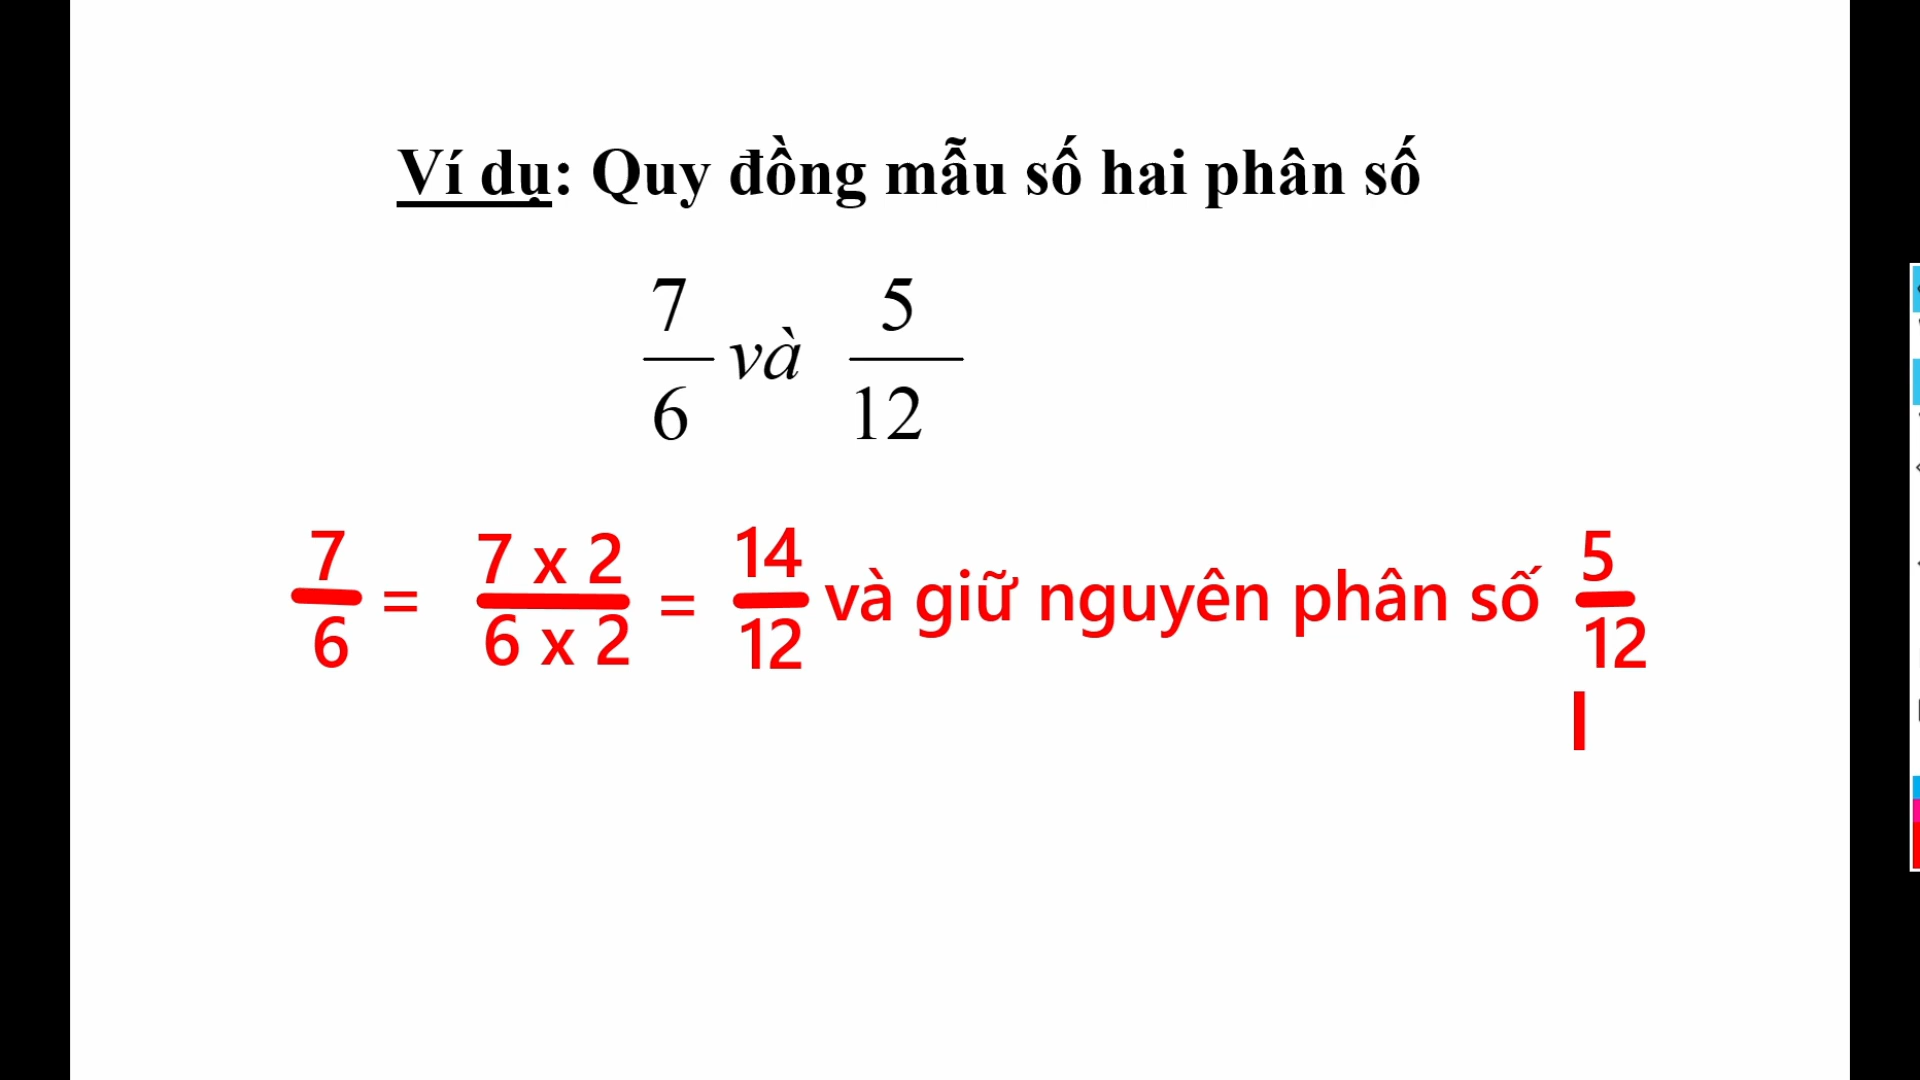 Ví dụ: Quy đồng mẫu số hai phân số
7/6 và 5/12
7/6 = 7 x 2/6 x 2 = 14/12 và giữ nguyên phân số 5/12